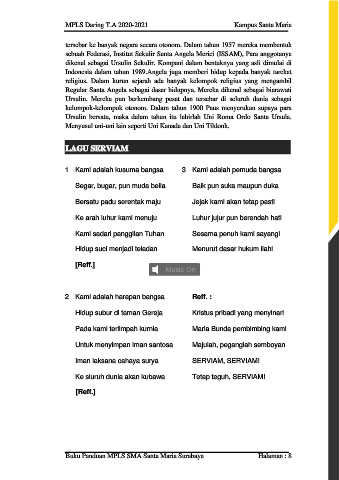 MPLS Daring T.A 2020-2021 Kampus Santa Maria
tersebar ke banyak negara secara otonom. Dalam tahun 1957 mereka membentuk
sebuah Federasi, Institut Sekulir Santa Angela Merici (ISSAM), Para anggotanya
dikenal sebagai Ursulin Sekulir. Kompani dalam bentuknya yang asli dimulai di
Indonesia dalam tahun 1989.Angela juga memberi hidup kepada banyak tarekat
religius. Dalam kurun sejarah ada banyak kelompok religius yang mengambil
Regulae Santa Angela sebagai dasar hidupnya. Mereka dikenal sebagai biarawati
Ursulin. Mereka pun berkembang pesat dan tersebar di seluruh dunia sebagai
kelompok-kelompok otonom. Dalam tahun 1900 Paus menyerukan supaya para
Ursulin bersatu, maka dalam tahun itu lahirlah Uni Roma Ordo Santa Ursula.
Menyusul uni-uni lain seperti Uni Kanada dan Uni Tildonk.
LAGU SERVIAM
1 Kami adalah kusuma bangsa
Segar, bugar, pun muda belia
Bersatu padu serentak maju
Ke arah luhur kami menuju
Kami sadari panggilan Tuhan
Hidup suci menjadi teladan
[Reff.]
3 Kami adalah pemuda bangsa
Baik pun suka maupun duka
Jejak kami akan tetap pasti
Luhur jujur pun berendah hati
Sesama penuh kami sayangi
Menurut dasar hukum Ilahi
Music On
2 Kami adalah harapan bangsa
Hidup subur di taman Gereja
Pada kami terlimpah kurnia
Untuk menyimpan iman santosa
Iman laksana cahaya surya
Ke sluruh dunia akan kubawa
[Reff.]
Reff. :
Kristus pribadi yang menyinari
Maria Bunda pembimbing kami
Majulah, peganglah semboyan
SERVIAM, SERVIAM!
Tetap teguh, SERVIAM!
Buku Panduan MPLS SMA Santa Maria Surabaya Halaman : 8